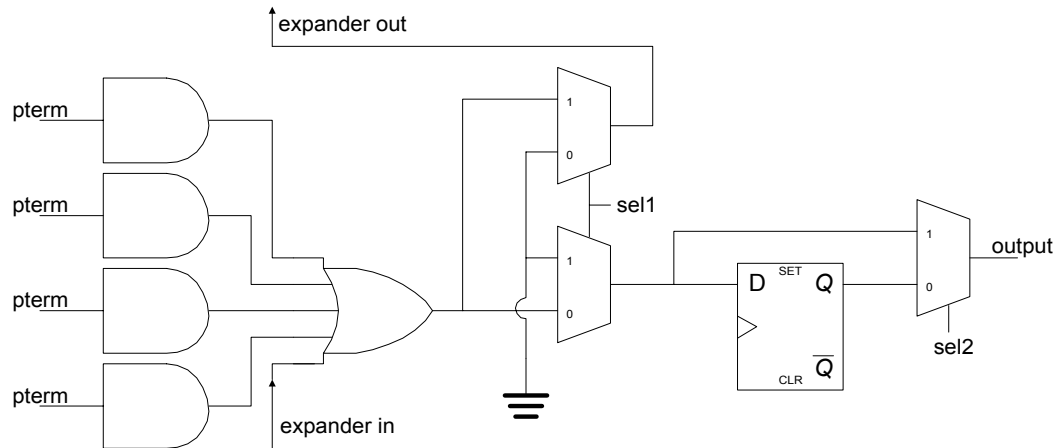 expander out
pterm
1
0
pterm
sel1
1
output
pterm
1
D
SET
Q
0
0
sel2
pterm
CLR
Q
expander in